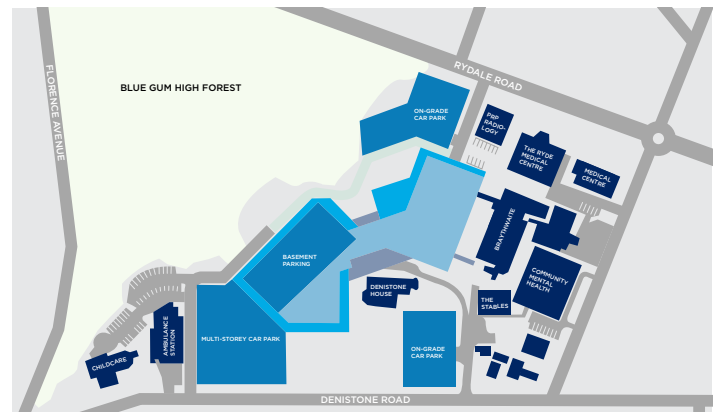 BLUE GUM HIGH FOREST
FLORENCE AVENUE
RYDALE ROAD
ON-GRADE
CAR PARK
PRP
RADIO-
LOGY
THE RYDE
MEDICAL
CENTRE
MEDICAL
CENTRE
BRAYTHWAITE
BASEMENT
PARKING
COMMUNITY
MENTAL
HEALTH
DENISTONE
HOUSE
THE
STABLES
MULTI-STOREY CAR PARK
AMBULANCE
STATION
CHILDCARE
ON-GRADE
CAR PARK
DENISTONE ROAD